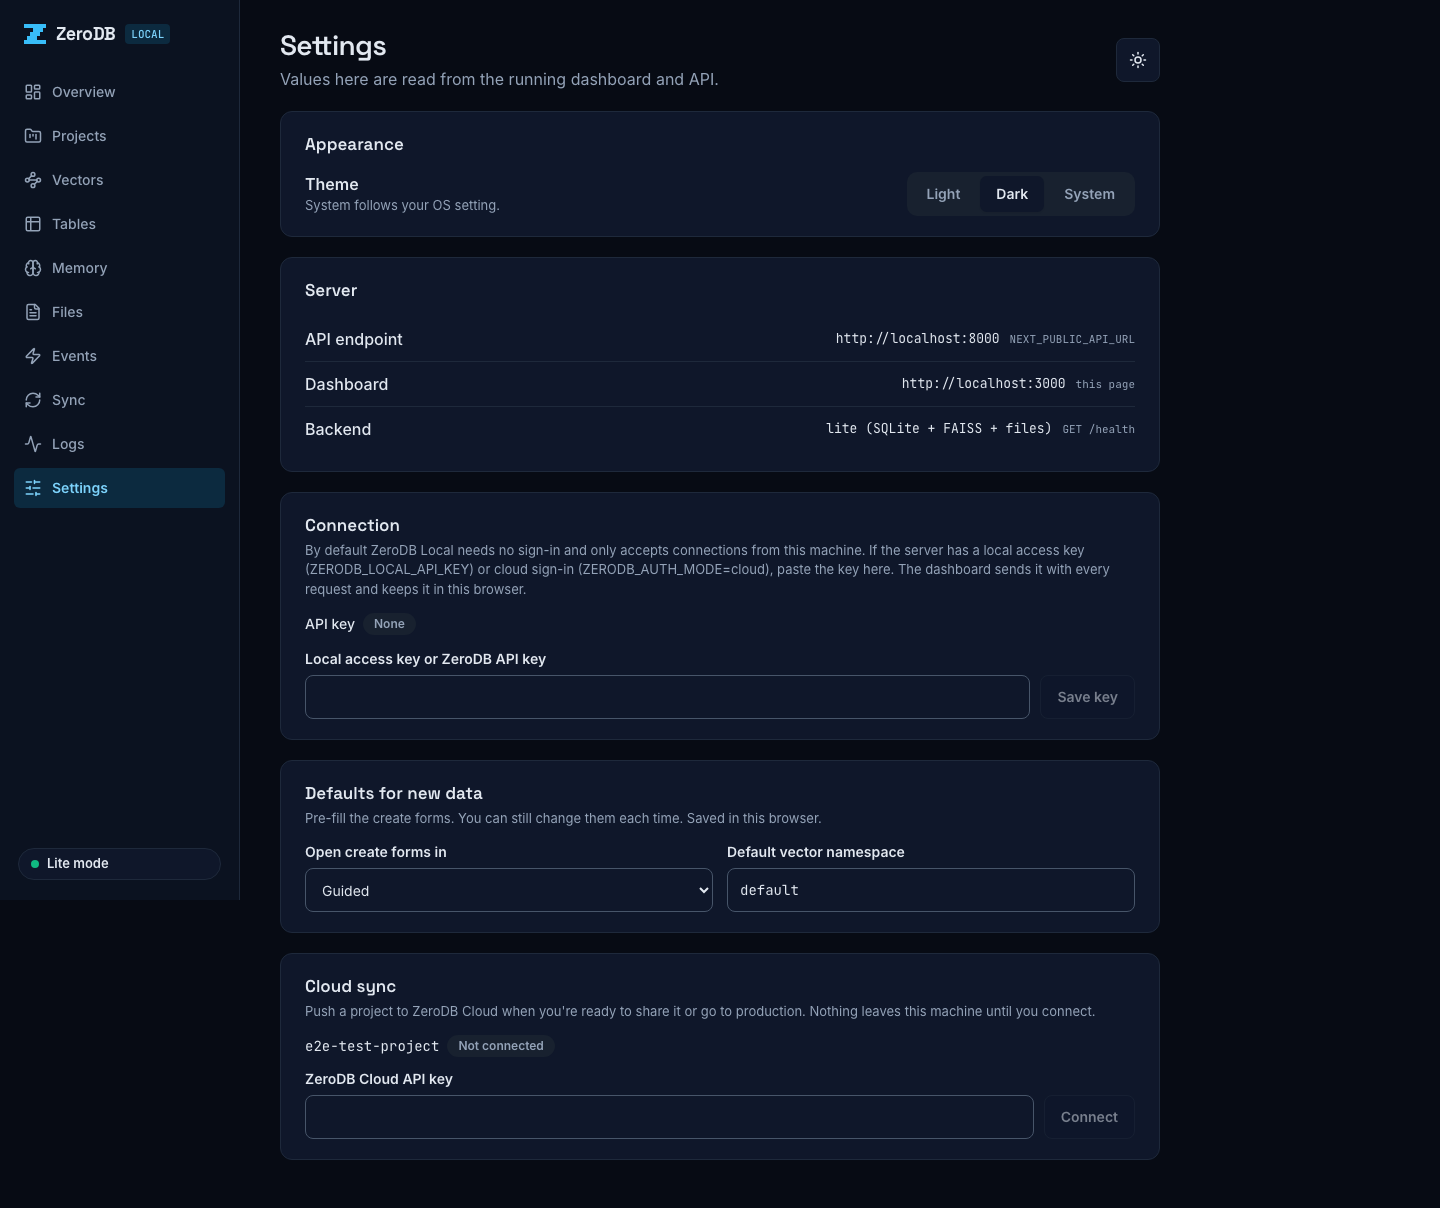 ZeroDB LOCAL
Overview
Projects
Vectors
Tables
Memory
Files
Events
Sync
Logs
Settings
Lite mode
Settings
Values here are read from the running dashboard and API.
Appearance
Theme
System follows your OS setting.
Light Dark System
Server
API endpoint http://localhost:8000 NEXT_PUBLIC_API_URL
Dashboard http://localhost:3000 this page
Backend lite (SQLite + FAISS + files) GET /health
Connection
By default ZeroDB Local needs no sign-in and only accepts connections from this machine. If the server has a local access key
(ZERODB_LOCAL_API_KEY) or cloud sign-in (ZERODB_AUTH_MODE=cloud), paste the key here. The dashboard sends it with every
request and keeps it in this browser.
API key None
Local access key or ZeroDB API key
Save key
Defaults for new data
Pre-fill the create forms. You can still change them each time. Saved in this browser.
Open create forms in Default vector namespace
Guided default
Cloud sync
Push a project to ZeroDB Cloud when you're ready to share it or go to production. Nothing leaves this machine until you connect.
e2e-test-project Not connected
ZeroDB Cloud API key
Connect